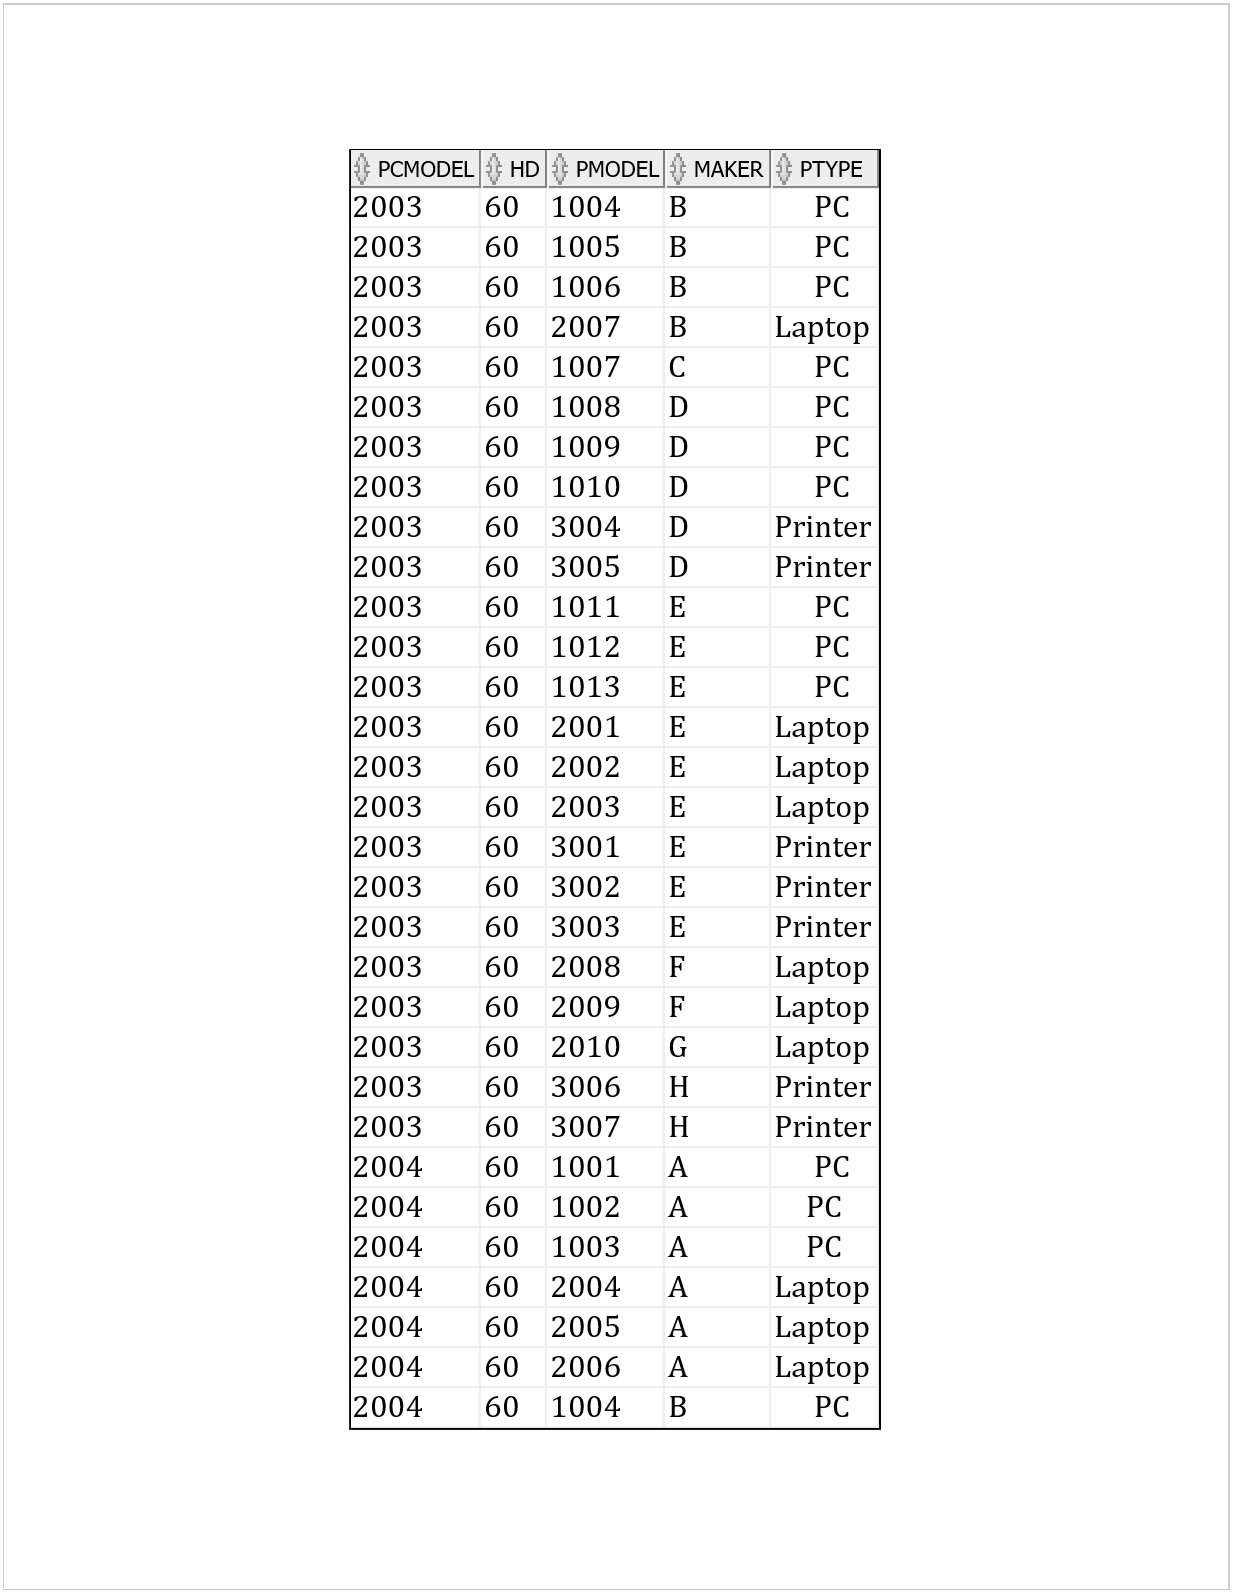 PCMODEL HD PMODEL MAKER PTYPE
2003 60 1004 B PC
2003 60 1005 B PC
2003 60 1006 B PC
2003 60 2007 B Laptop
2003 60 1007 C PC
2003 60 1008 D PC
2003 60 1009 D PC
2003 60 1010 D PC
2003 60 3004 D Printer
2003 60 3005 D Printer
2003 60 1011 E PC
2003 60 1012 E PC
2003 60 1013 E PC
2003 60 2001 E Laptop
2003 60 2002 E Laptop
2003 60 2003 E Laptop
2003 60 3001 E Printer
2003 60 3002 E Printer
2003 60 3003 E Printer
2003 60 2008 F Laptop
2003 60 2009 F Laptop
2003 60 2010 G Laptop
2003 60 3006 H Printer
2003 60 3007 H Printer
2004 60 1001 A PC
2004 60 1002 A PC
2004 60 1003 A PC
2004 60 2004 A Laptop
2004 60 2005 A Laptop
2004 60 2006 A Laptop
2004 60 1004 B PC